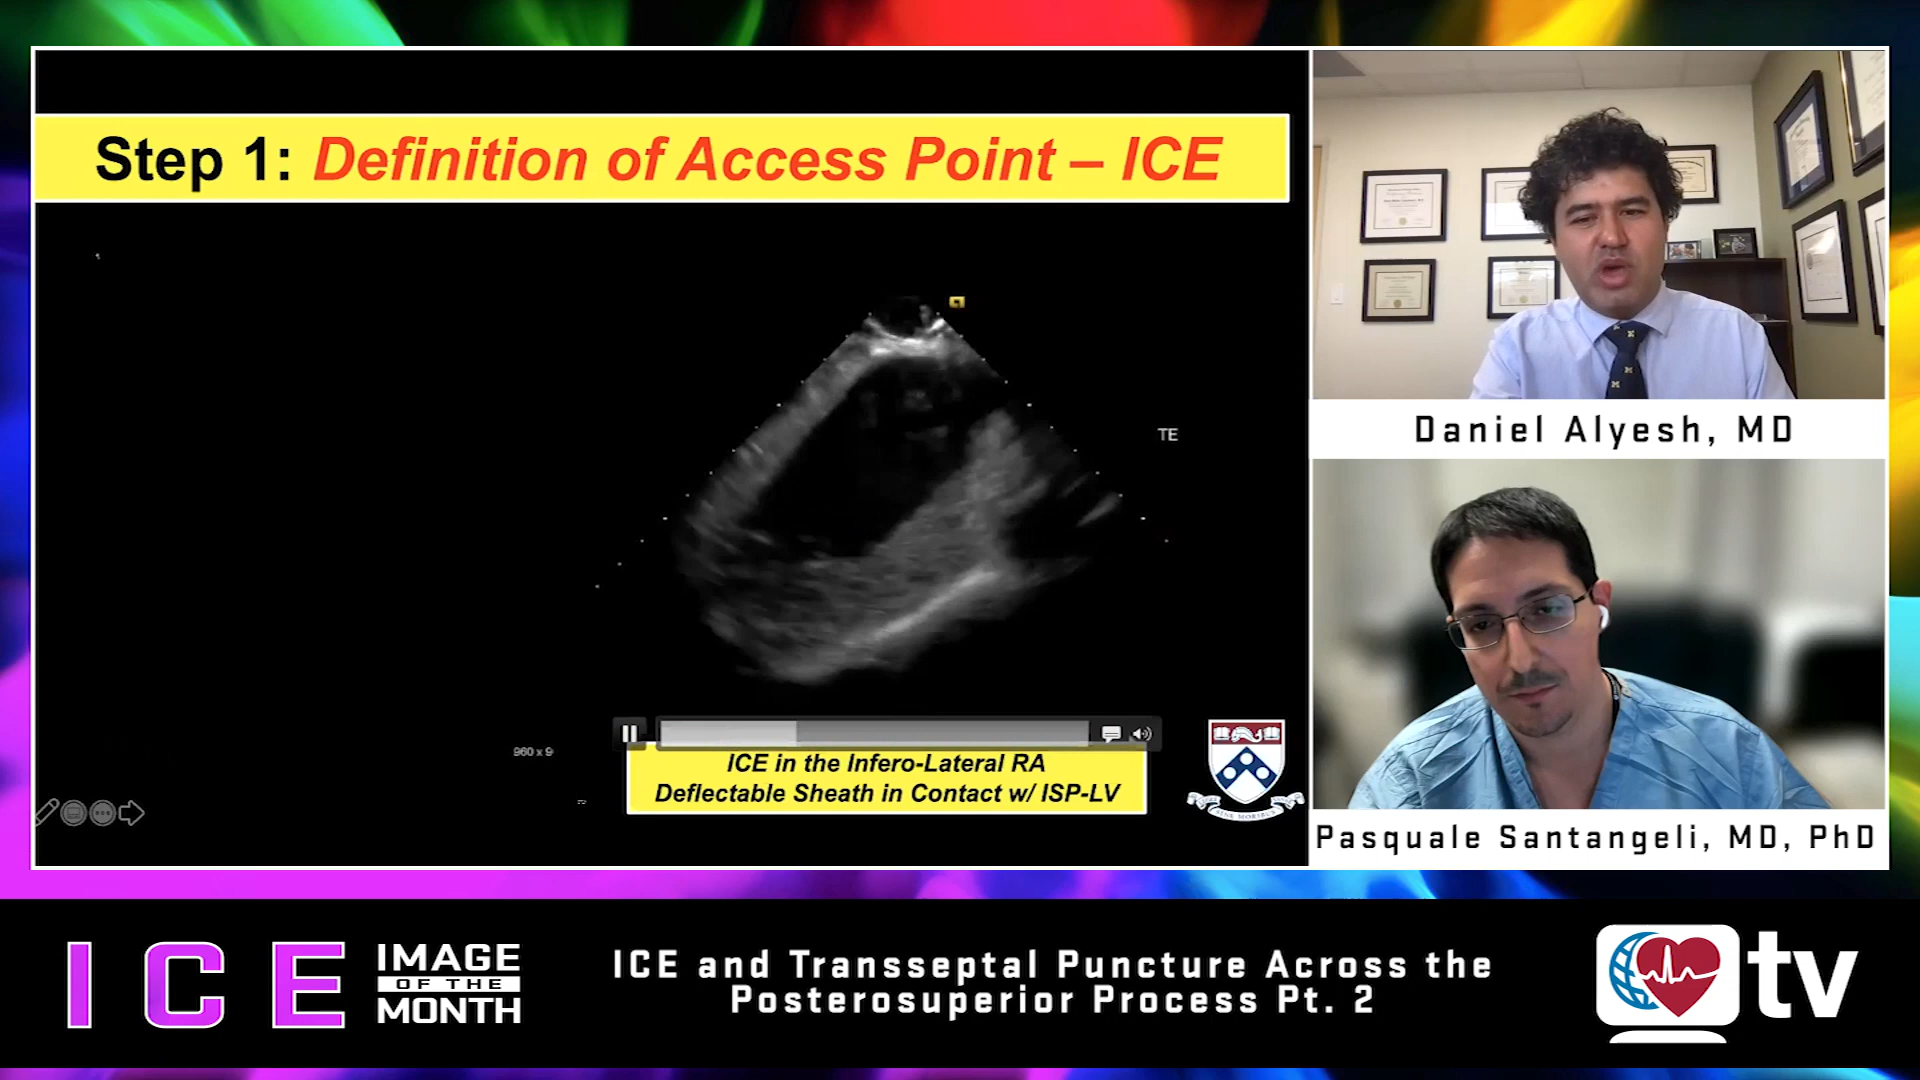 Step 1: Definition of Access Point – ICE
TE
960 x 9
ICE in the Infero-Lateral RA
Deflectable Sheath in Contact w/ ISP-LV
Daniel Alyesh, MD
Pasquale Santangeli, MD, PhD
ICE
IMAGE
OF THE
MONTH
ICE and Transseptal Puncture Across the
Posterosuperior Process Pt. 2
tv